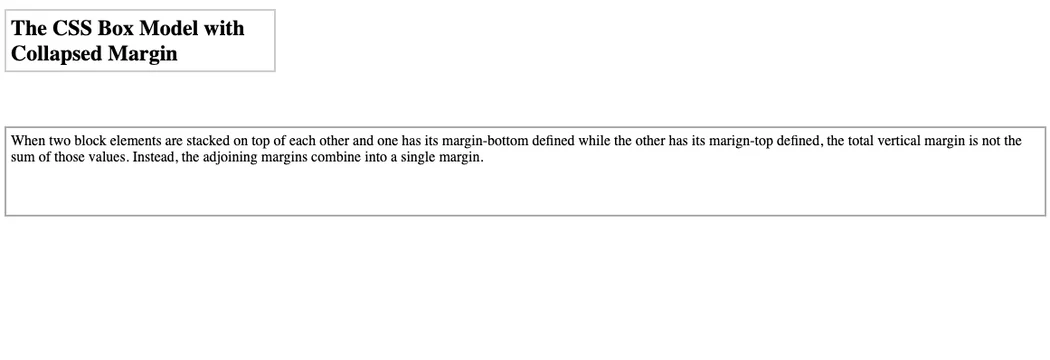 The CSS Box Model with
Collapsed Margin
When two block elements are stacked on top of each other and one has its margin-bottom defined while the other has its marign-top defined, the total vertical margin is not the
sum of those values. Instead, the adjoining margins combine into a single margin.